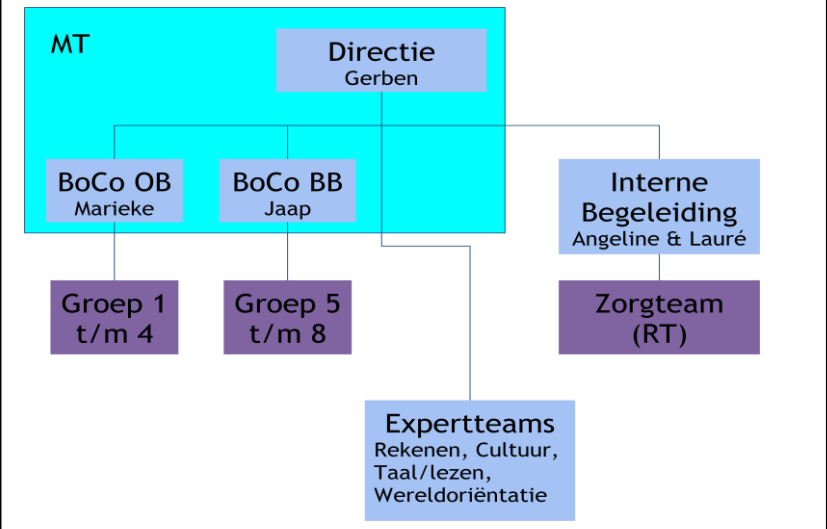 MT
Directie
Gerben
BoCo OB
Marieke
BoCo BB
Jaap
Interne
Begeleiding
Angeline & Lauré
Groep 1
t/m 4
Groep 5
t/m 8
Zorgteam
(RT)
Expertteams
Rekenen, Cultuur,
Taal/lezen,
Wereldoriëntatie